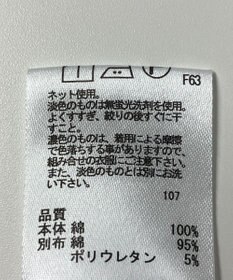 F63
ネット使用。
淡色のものは無蛍光洗剤を使用。
よくすすぎ、絞りの後すぐに干
すこと。
濃色のものは、着用による摩擦
で色落ちする事がありますので、
組み合せの衣服にご注意下さい。
また、淡色のものとは別にお洗
い下さい。
107
品質
本体 綿 100%
別布 綿 95%
ポリウレタン 5%